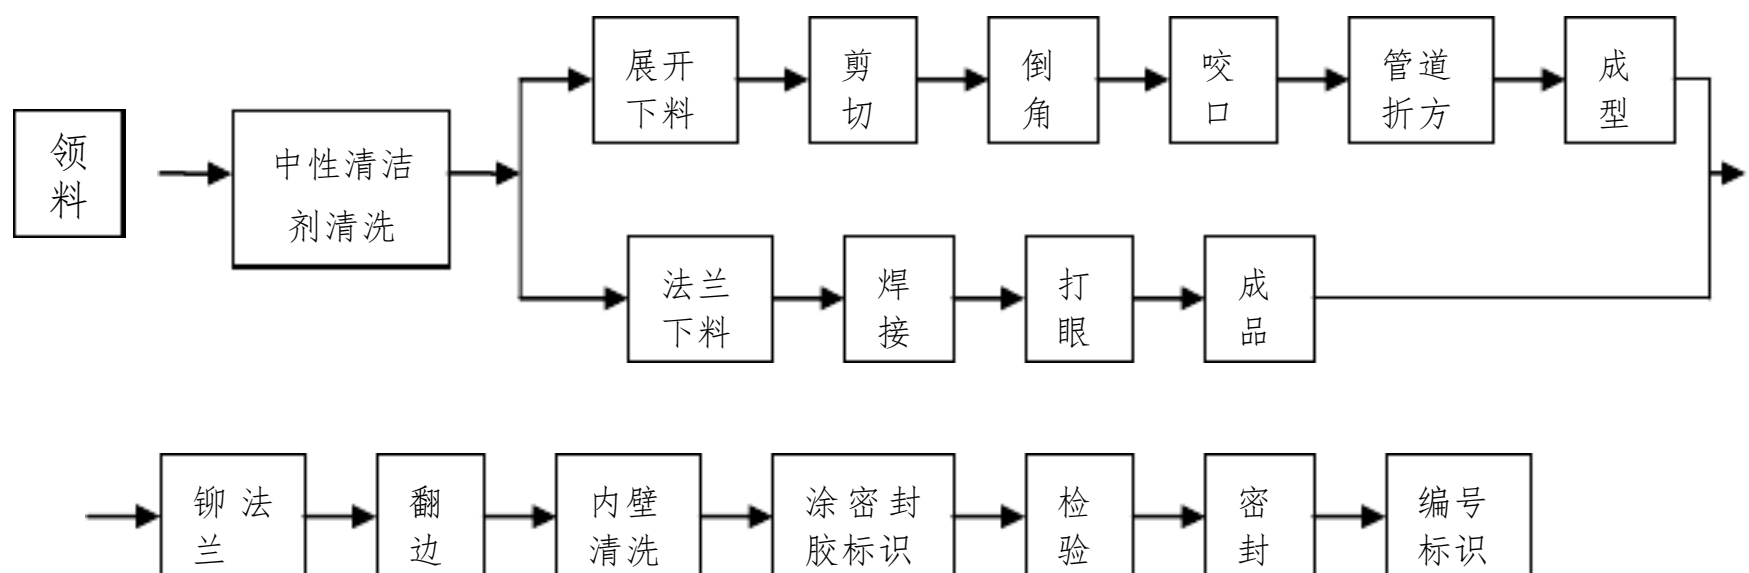 领
料
中性清洁
剂清洗
展开
下料
剪
切
倒
角
咬
口
管道
折方
成
型
法兰
下料
焊
接
打
眼
成
品
铆 法
兰
翻
边
内壁
清洗
涂密封
胶标识
检
验
密
封
编号
标识